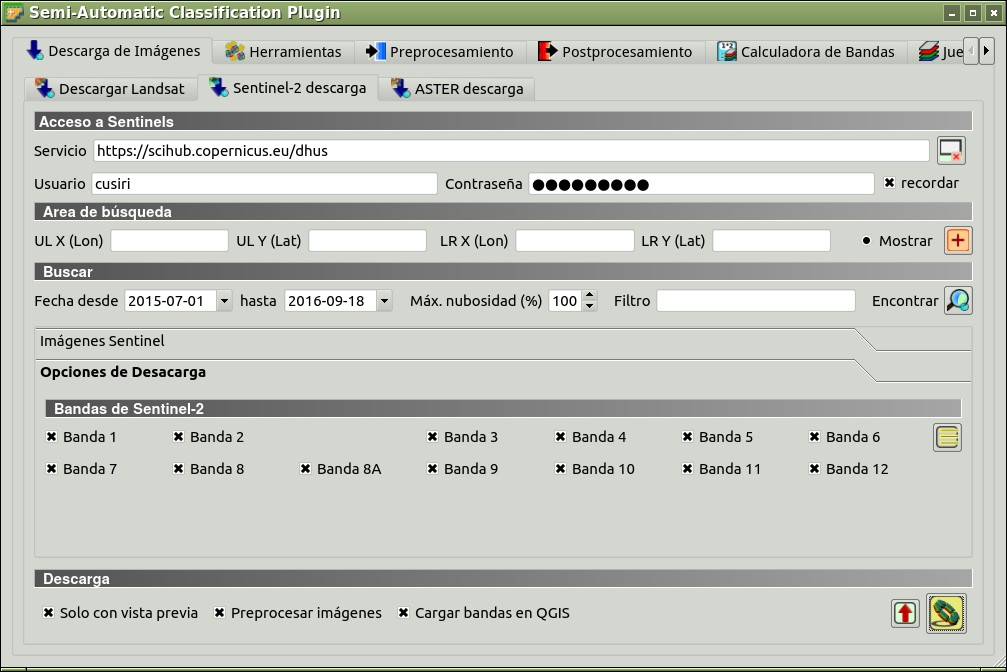 Semi-Automatic Classification Plugin
Descarga de Imágenes Herramientas Preprocesamiento Postprocesamiento Calculadora de Bandas Jue
Descargar Landsat Sentinel-2 descarga ASTER descarga
Acceso a Sentinels
Servicio https://scihub.copernicus.eu/dhus
Usuario cusiri Contraseña ●●●●●●●●● recordar
Area de búsqueda
UL X (Lon) UL Y (Lat) LR X (Lon) LR Y (Lat) Mostrar
Buscar
Fecha desde 2015-07-01 hasta 2016-09-18 Máx. nubosidad (%) 100 Filtro Encontrar
Imágenes Sentinel
Opciones de Desacarga
Bandas de Sentinel-2
Banda 1 Banda 2 Banda 3 Banda 4 Banda 5 Banda 6
Banda 7 Banda 8 Banda 8A Banda 9 Banda 10 Banda 11 Banda 12
Descarga
Solo con vista previa Preprocesar imágenes Cargar bandas en QGIS